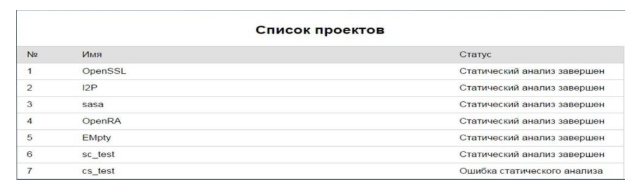 Список проектов
№ Имя Статус
1 OpenSSL Статический анализ завершен
2 I2P Статический анализ завершен
3 sasa Статический анализ завершен
4 OpenRA Статический анализ завершен
5 EMpty Статический анализ завершен
6 sc_test Статический анализ завершен
7 cs_test Ошибка статического анализа